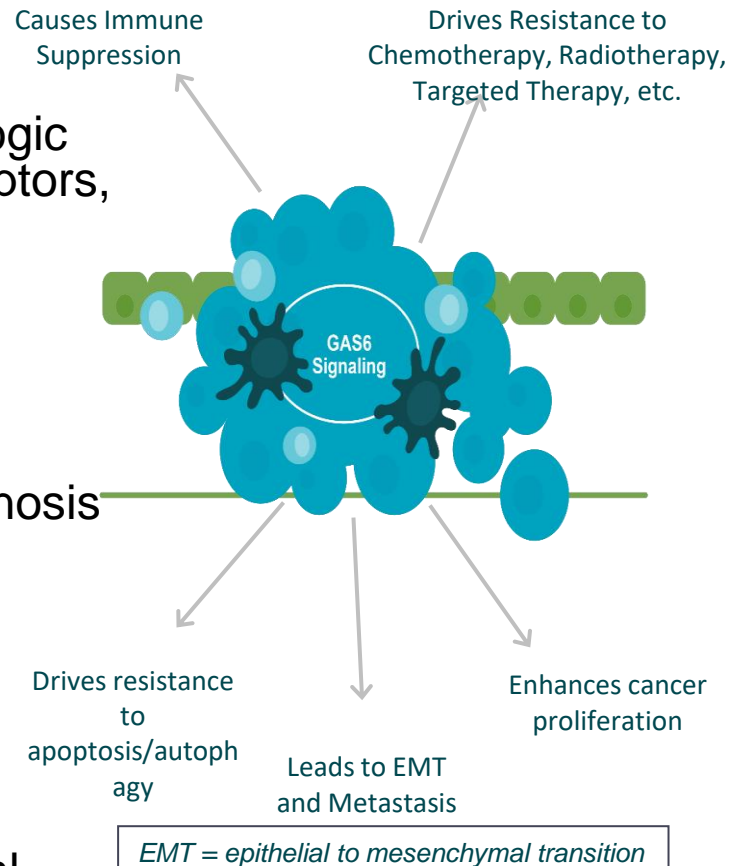 Causes Immune
Suppression
Drives Resistance to
Chemotherapy, Radiotherapy,
Targeted Therapy, etc.
GAS6
Signaling
Drives resistance
to
apoptosis/autoph
agy
Leads to EMT
and Metastasis
Enhances cancer
proliferation
EMT = epithelial to mesenchymal transition